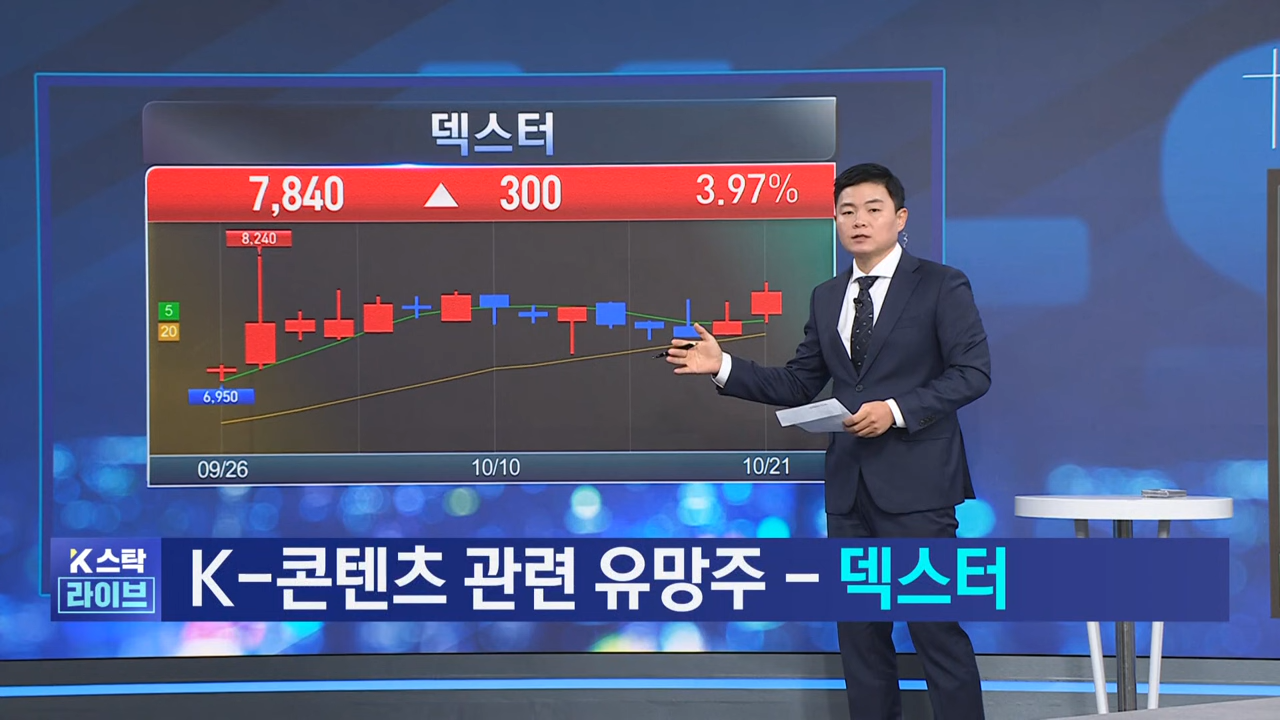 덱스터
7,840 ▲ 300 3.97%
8,240
5
20
6,950
09/26 10/10 10/21
K스탁
라이브
K-콘텐츠 관련 유망주 - 덱스터